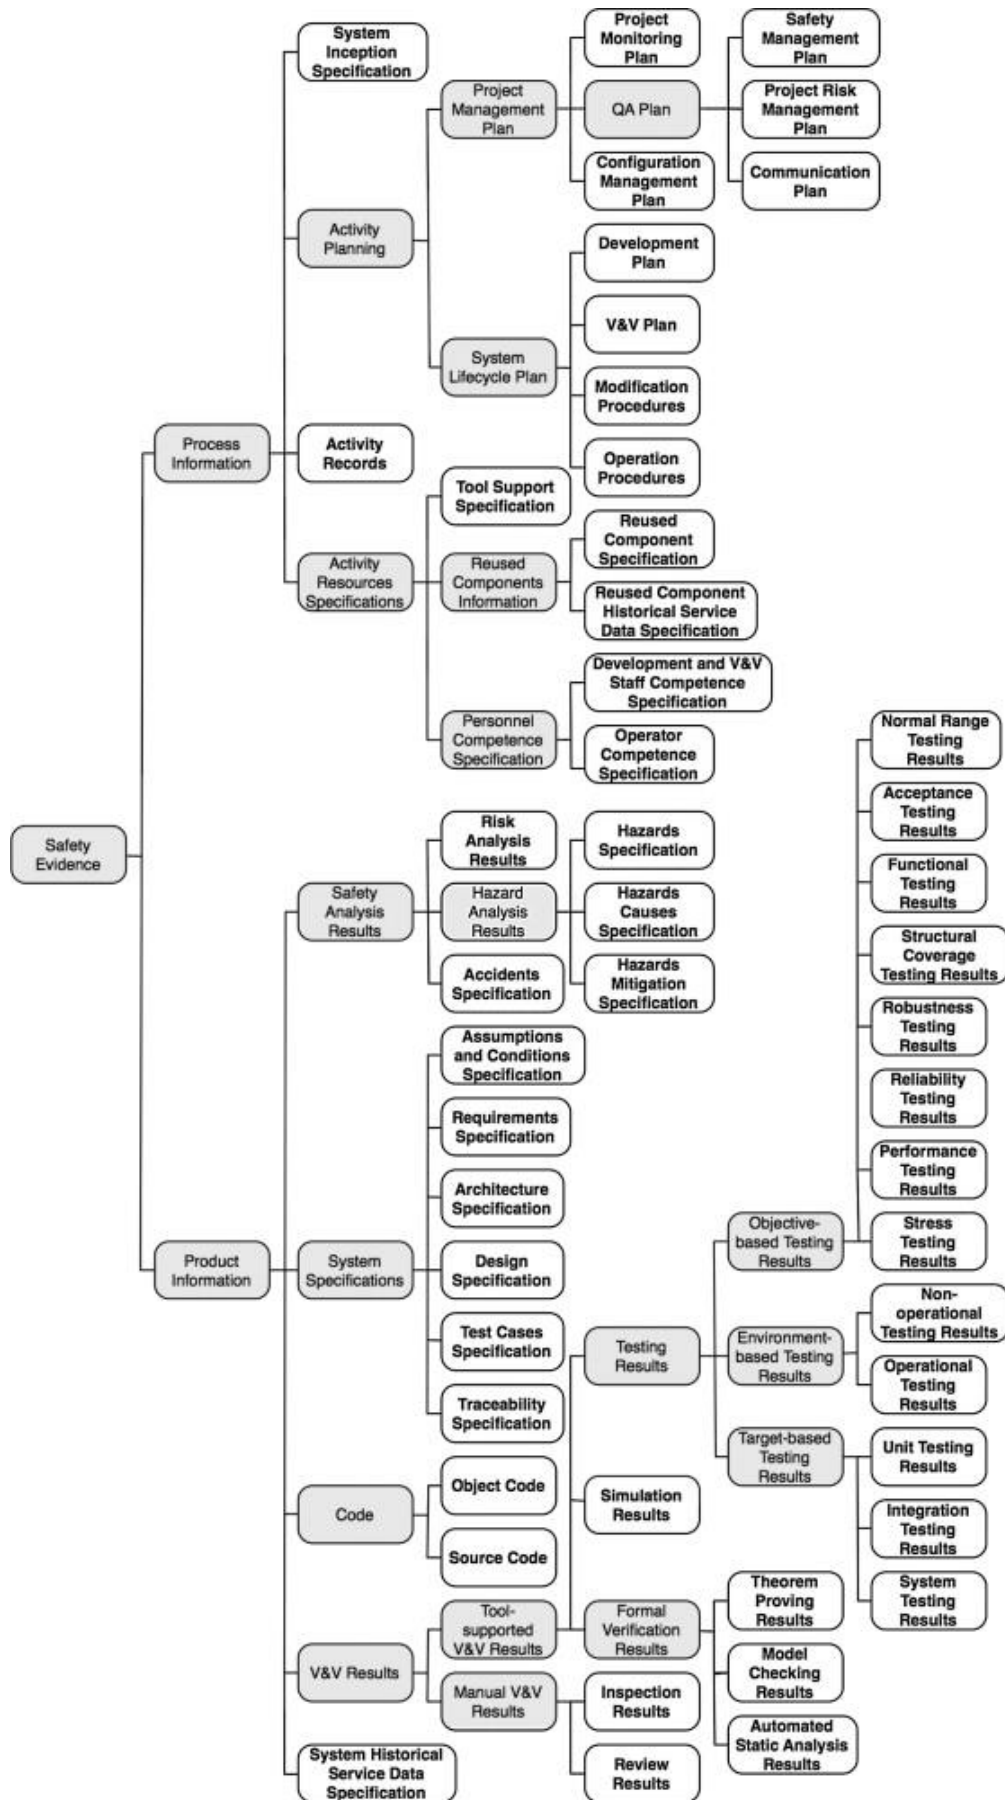 System
Inception
Specification
Project
Management
Plan
Project
Monitoring
Plan
QA Plan
Configuration
Management
Plan
Safety
Management
Plan
Project Risk
Management
Plan
Communication
Plan
Activity
Planning
System
Lifecycle Plan
Development
Plan
V&V Plan
Modification
Procedures
Operation
Procedures
Process
Information
Activity
Records
Activity
Resources
Specifications
Tool Support
Specification
Reused
Components
Information
Reused
Component
Specification
Reused Component
Historical Service
Data Specification
Personnel
Competence
Specification
Development and V&V
Staff Competence
Specification
Operator
Competence
Specification
Safety
Evidence
Safety
Analysis
Results
Risk
Analysis
Results
Hazard
Analysis
Results
Accidents
Specification
Hazards
Specification
Hazards
Causes
Specification
Hazards
Mitigation
Specification
Product
Information
System
Specifications
Assumptions
and Conditions
Specification
Requirements
Specification
Architecture
Specification
Design
Specification
Test Cases
Specification
Traceability
Specification
Code
Object Code
Source Code
V&V Results
Tool-
supported
V&V Results
Manual V&V
Results
System Historical
Service Data
Specification
Testing
Results
Simulation
Results
Formal
Verification
Results
Inspection
Results
Review
Results
Objective-
based Testing
Results
Environment-
based Testing
Results
Target-based
Testing
Results
Theorem
Proving
Results
Model
Checking
Results
Automated
Static Analysis
Results
Normal Range
Testing
Results
Acceptance
Testing
Results
Functional
Testing
Results
Structural
Coverage
Testing Results
Robustness
Testing
Results
Reliability
Testing
Results
Performance
Testing
Results
Stress
Testing
Results
Non-
operational
Testing Results
Operational
Testing
Results
Unit Testing
Results
Integration
Testing
Results
System
Testing
Results